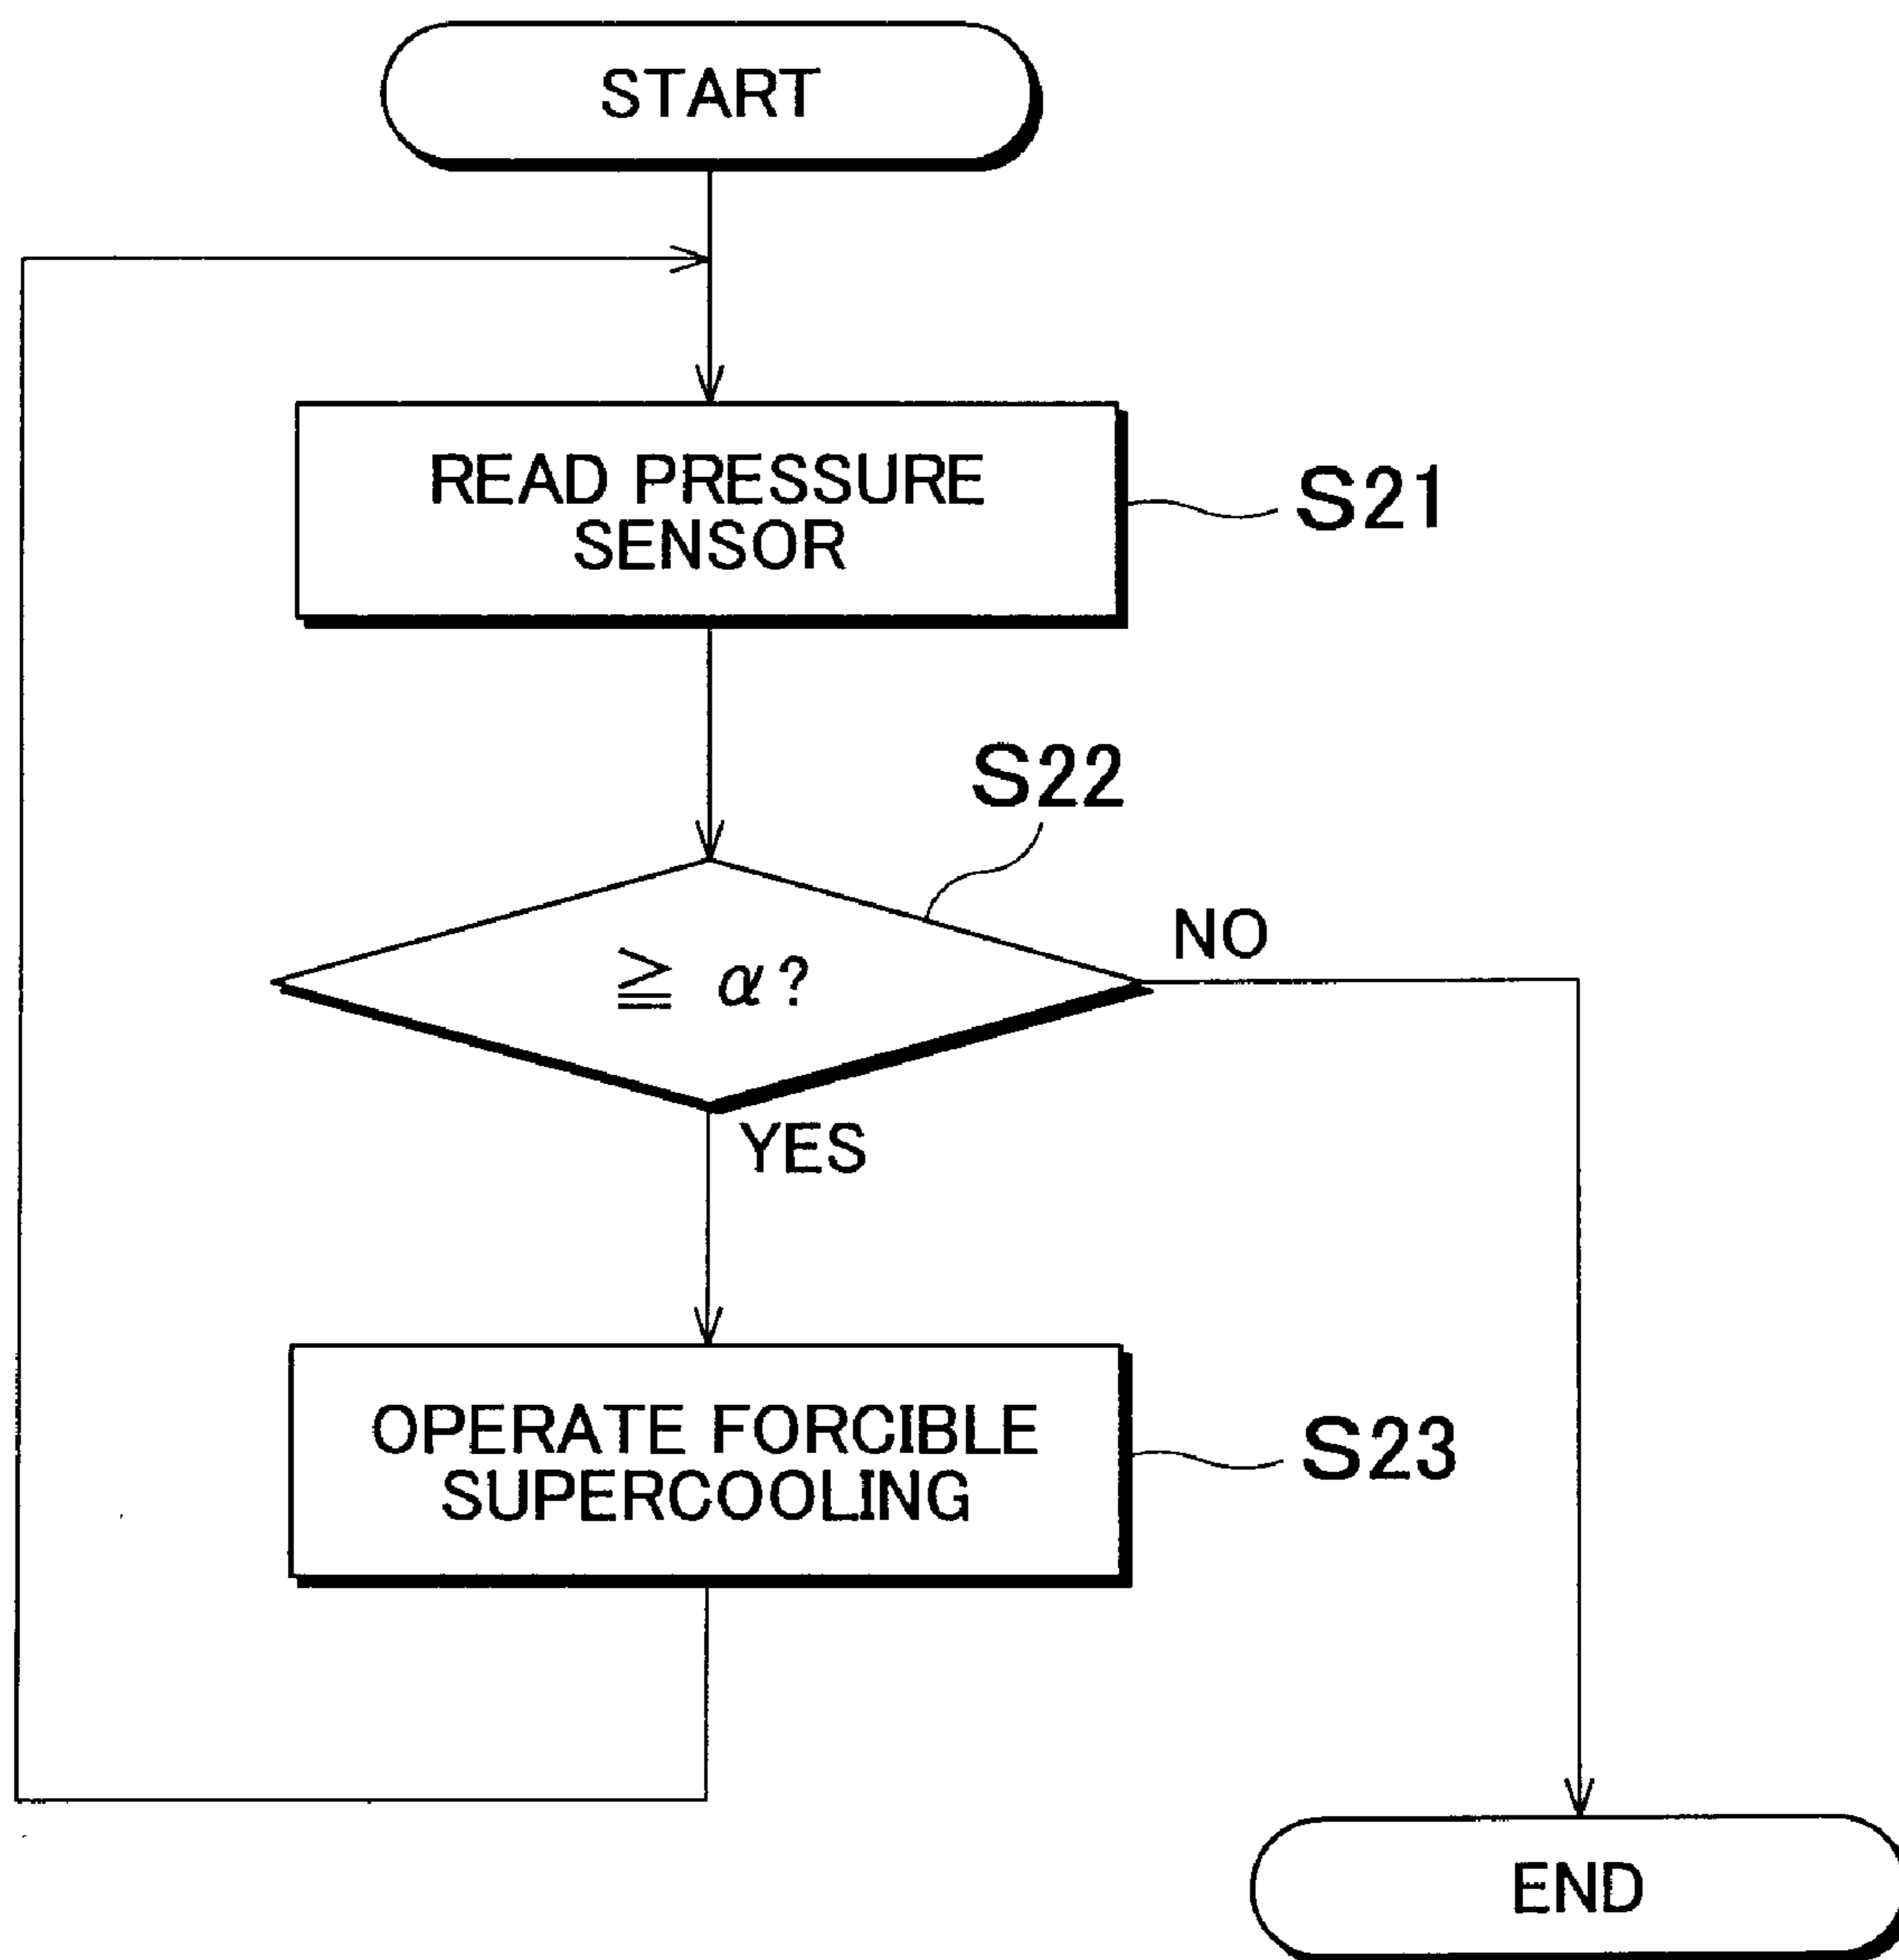 START
READ PRESSURE
SENSOR
S21
S22
≧ α?
NO
YES
OPERATE FORCIBLE
SUPERCOOLING
S23
END